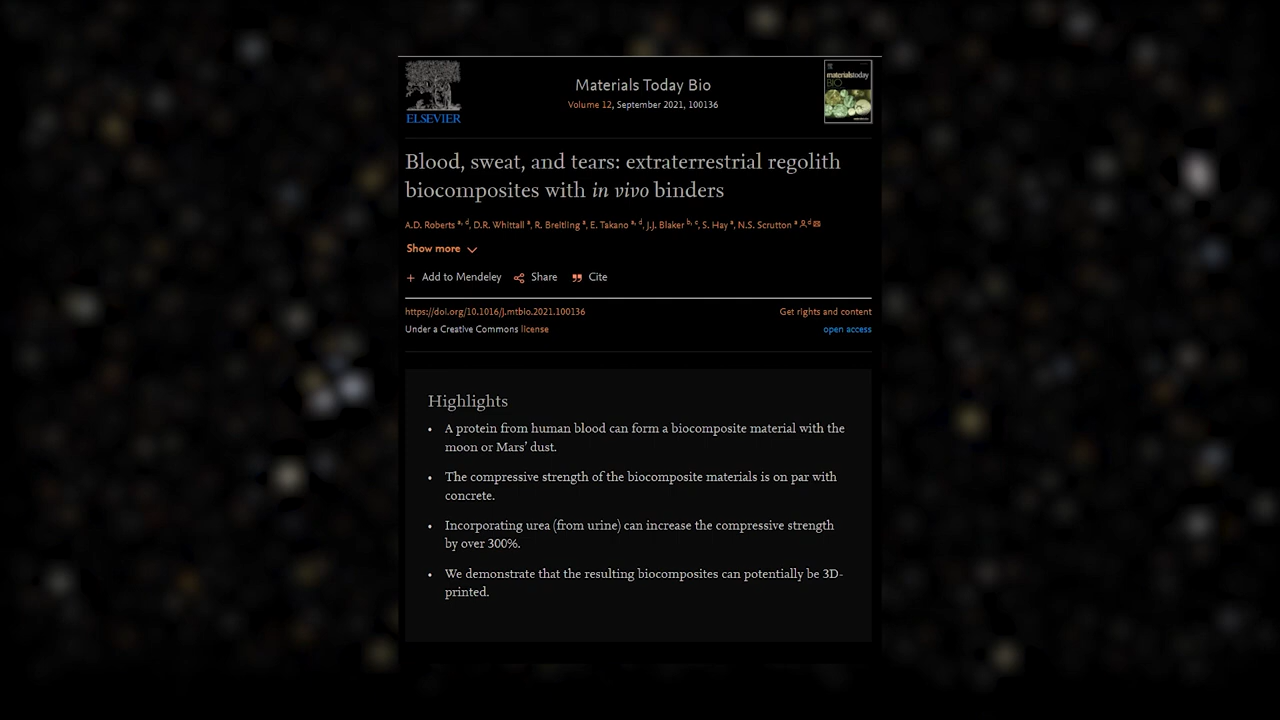 ELSEVIER
Materials Today Bio
Volume 12, September 2021, 100136
materialstoday
BIO
Blood, sweat, and tears: extraterrestrial regolith
biocomposites with in vivo binders
A.D. Roberts a, d, D.R. Whittall a, R. Breitling a, E. Takano a, d, J.J. Blaker b, c, S. Hay a, N.S. Scrutton a d
Show more
+ Add to Mendeley Share Cite
https://doi.org/10.1016/j.mtbio.2021.100136 Get rights and content
Under a Creative Commons license open access
Highlights
• A protein from human blood can form a biocomposite material with the
moon or Mars’ dust.
• The compressive strength of the biocomposite materials is on par with
concrete.
• Incorporating urea (from urine) can increase the compressive strength
by over 300%.
• We demonstrate that the resulting biocomposites can potentially be 3D-
printed.